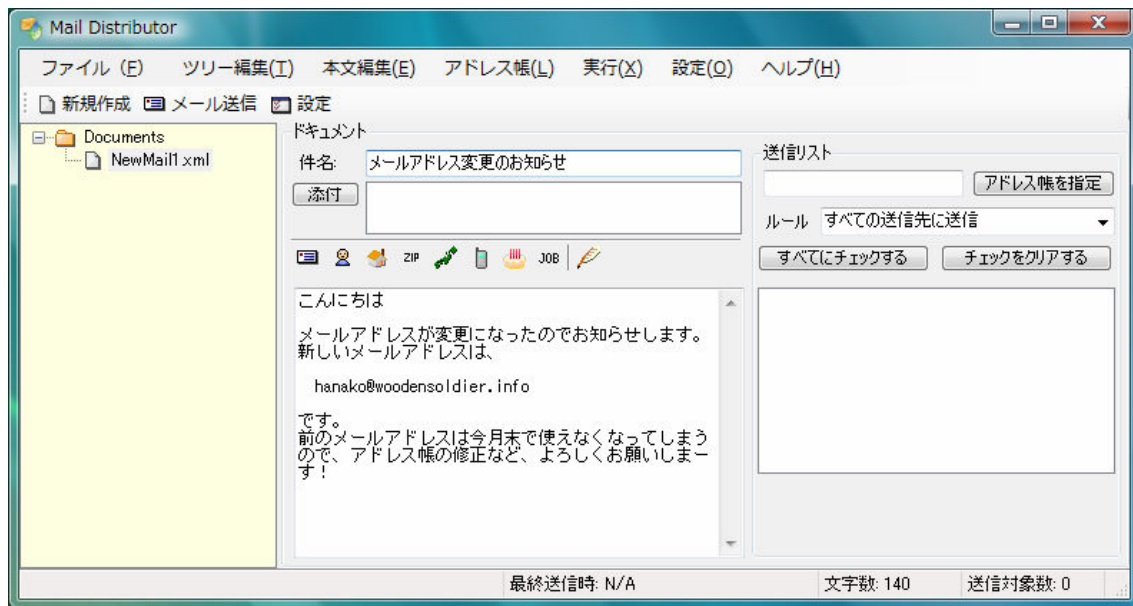 Mail Distributor
ファイル (F) ツリー編集(T) 本文編集(E) アドレス帳(L) 実行(X) 設定(O) ヘルプ(H)
新規作成 メール送信 設定
Documents
NewMail1.xml
ドキュメント
件名: メールアドレス変更のお知らせ
添付
ZIP JOB
こんにちは
メールアドレスが変更になったのでお知らせします。
新しいメールアドレスは、
hanako@woodensoldier.info
です。
前のメールアドレスは今月末で使えなくなってしまう
ので、アドレス帳の修正など、よろしくお願いしまー
す！
送信リスト
アドレス帳を指定
ルール すべての送信先に送信
すべてにチェックする チェックをクリアする
最終送信時: N/A 文字数: 140 送信対象数: 0